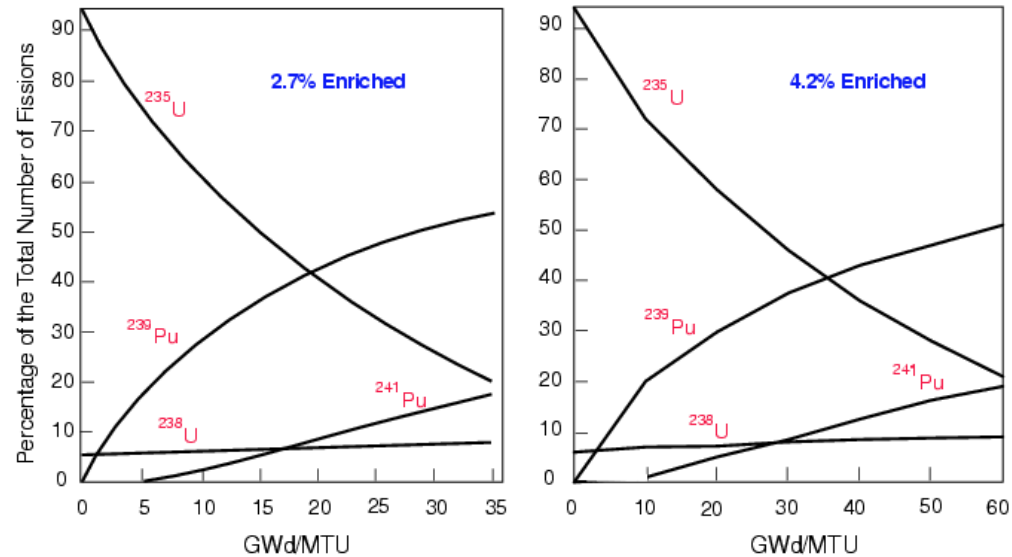 Percentage of the Total Number of Fissions
90
80
70
60
50
40
30
20
10
0
2.7% Enriched
²³⁵U
²³⁹Pu
²⁴¹Pu
²³⁸U
0 5 10 15 20 25 30 35
GWd/MTU
90
80
70
60
50
40
30
20
10
0
4.2% Enriched
²³⁵U
²³⁹Pu
²⁴¹Pu
²³⁸U
0 10 20 30 40 50 60
GWd/MTU